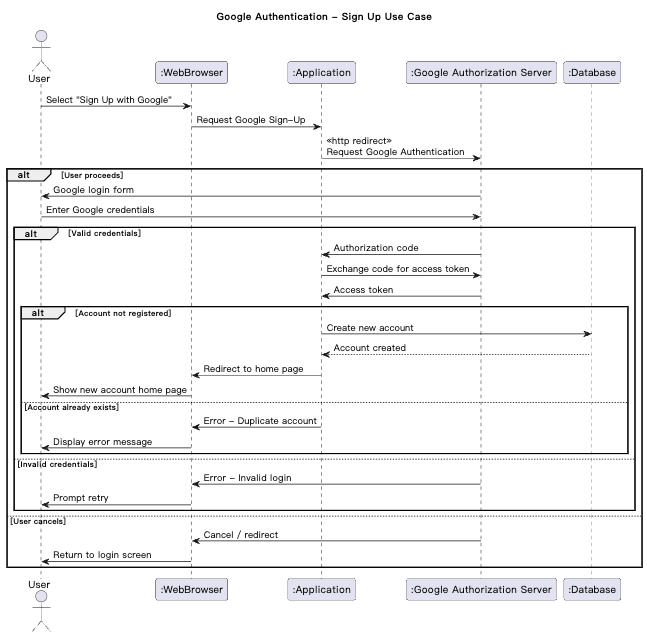 Google Authentication – Sign Up Use Case
User
:WebBrowser
:Application
:Google Authorization Server
:Database
Select "Sign Up with Google"
Request Google Sign–Up
«http redirect»
Request Google Authentication
alt [User proceeds]
Google login form
Enter Google credentials
alt [Valid credentials]
Authorization code
Exchange code for access token
Access token
alt [Account not registered]
Create new account
Account created
Redirect to home page
Show new account home page
[Account already exists]
Error – Duplicate account
Display error message
[Invalid credentials]
Error – Invalid login
Prompt retry
[User cancels]
Cancel / redirect
Return to login screen
User
:WebBrowser
:Application
:Google Authorization Server
:Database